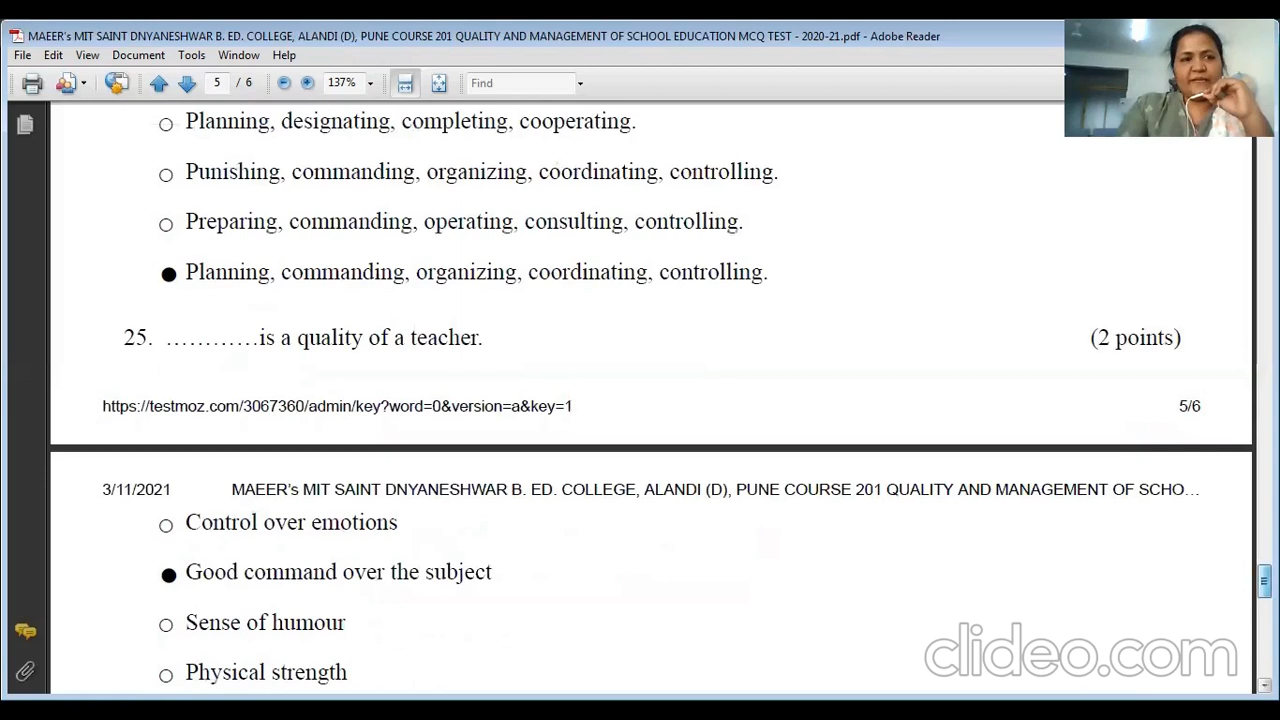 MAEER's MIT SAINT DNYANESHWAR B. ED. COLLEGE, ALANDI (D), PUNE COURSE 201 QUALITY AND MANAGEMENT OF SCHOOL EDUCATION MCQ TEST - 2020-21.pdf - Adobe Reader
File Edit View Document Tools Window Help
5 / 6 137% Find
Planning, designating, completing, cooperating.
Punishing, commanding, organizing, coordinating, controlling.
Preparing, commanding, operating, consulting, controlling.
Planning, commanding, organizing, coordinating, controlling.
25. …………is a quality of a teacher. (2 points)
https://testmoz.com/3067360/admin/key?word=0&version=a&key=1 5/6
3/11/2021 MAEER's MIT SAINT DNYANESHWAR B. ED. COLLEGE, ALANDI (D), PUNE COURSE 201 QUALITY AND MANAGEMENT OF SCHO…
Control over emotions
Good command over the subject
Sense of humour
Physical strength
clideo.com